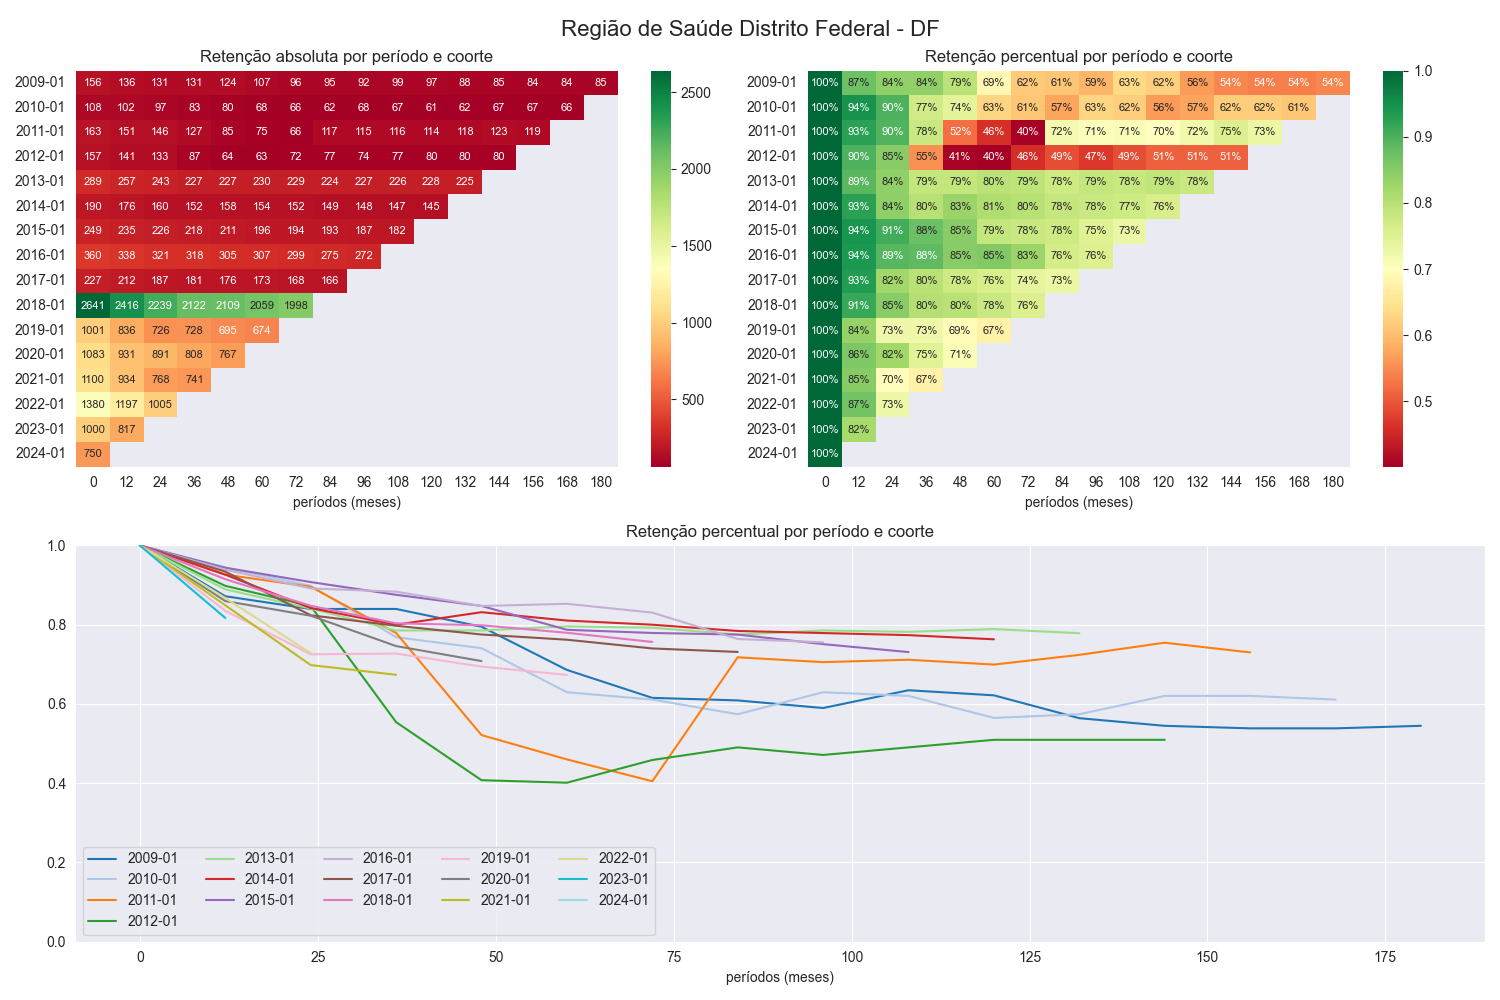 Região de Saúde Distrito Federal - DF
Retenção absoluta por período e coorte
2009-01 156 136 131 131 124 107 96 95 92 99 97 88 85 84 84 85
2010-01 108 102 97 83 80 68 66 62 68 67 61 62 67 67 66
2011-01 163 151 146 127 85 75 66 117 115 116 114 118 123 119
2012-01 157 141 133 87 64 63 72 77 74 77 80 80 80
2013-01 289 257 243 227 227 230 229 224 227 226 228 225
2014-01 190 176 160 152 158 154 152 149 148 147 145
2015-01 249 235 226 218 211 196 194 193 187 182
2016-01 360 338 321 318 305 307 299 275 272
2017-01 227 212 187 181 176 173 168 166
2018-01 2641 2416 2239 2122 2109 2059 1998
2019-01 1001 836 726 728 695 674
2020-01 1083 931 891 808 767
2021-01 1100 934 768 741
2022-01 1380 1197 1005
2023-01 1000 817
2024-01 750
0 12 24 36 48 60 72 84 96 108 120 132 144 156 168 180
períodos (meses)
2500
2000
1500
1000
500
Retenção percentual por período e coorte
2009-01 100% 87% 84% 84% 79% 69% 62% 61% 59% 63% 62% 56% 54% 54% 54% 54%
2010-01 100% 94% 90% 77% 74% 63% 61% 57% 63% 62% 56% 57% 62% 62% 61%
2011-01 100% 93% 90% 78% 52% 46% 40% 72% 71% 71% 70% 72% 75% 73%
2012-01 100% 90% 85% 55% 41% 40% 46% 49% 47% 49% 51% 51% 51%
2013-01 100% 89% 84% 79% 79% 80% 79% 78% 79% 78% 79% 78%
2014-01 100% 93% 84% 80% 83% 81% 80% 78% 78% 77% 76%
2015-01 100% 94% 91% 88% 85% 79% 78% 78% 75% 73%
2016-01 100% 94% 89% 88% 85% 85% 83% 76% 76%
2017-01 100% 93% 82% 80% 78% 76% 74% 73%
2018-01 100% 91% 85% 80% 80% 78% 76%
2019-01 100% 84% 73% 73% 69% 67%
2020-01 100% 86% 82% 75% 71%
2021-01 100% 85% 70% 67%
2022-01 100% 87% 73%
2023-01 100% 82%
2024-01 100%
0 12 24 36 48 60 72 84 96 108 120 132 144 156 168 180
períodos (meses)
1.0
0.9
0.8
0.7
0.6
0.5
Retenção percentual por período e coorte
1.0
0.8
0.6
0.4
0.2
0.0
2009-01 2013-01 2016-01 2019-01 2022-01
2010-01 2014-01 2017-01 2020-01 2023-01
2011-01 2015-01 2018-01 2021-01 2024-01
2012-01
0 25 50 75 100 125 150 175
períodos (meses)